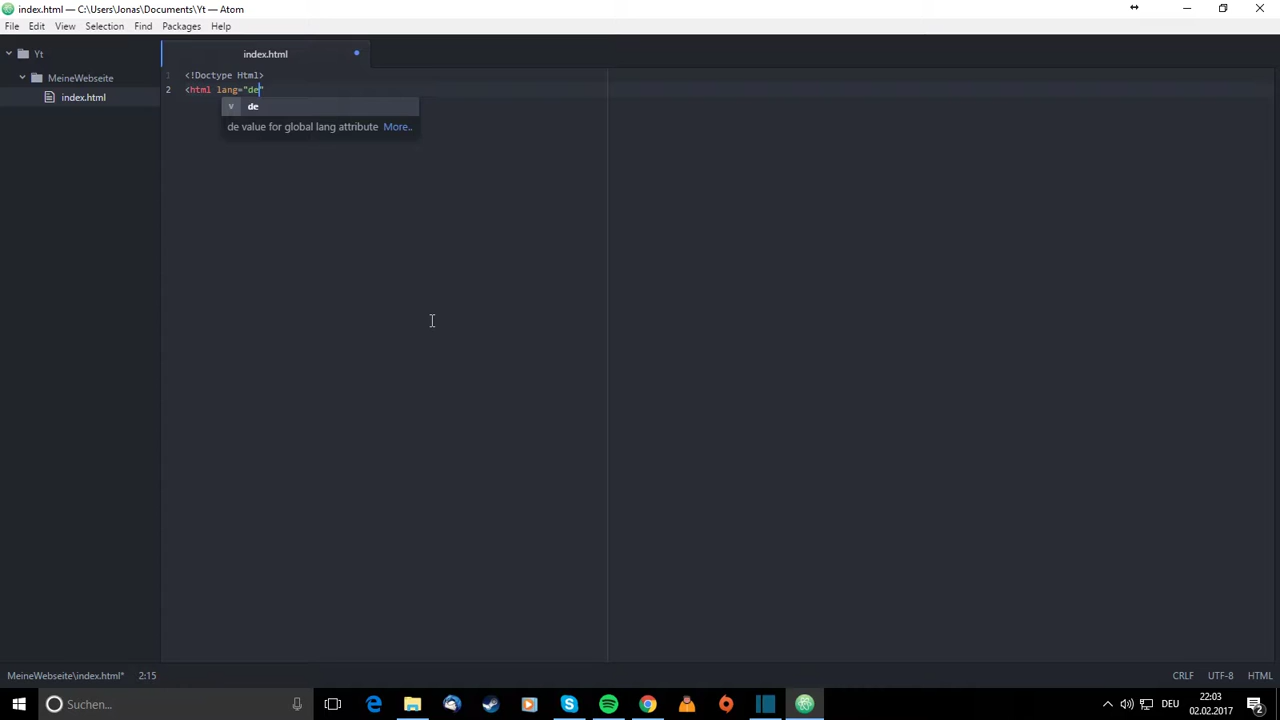 index.html — C:\Users\Jonas\Documents\Yt — Atom
File Edit View Selection Find Packages Help
Yt
MeineWebseite
index.html
index.html
1 <!Doctype Html>
2 <html lang="de"
v de
de value for global lang attribute More..
MeineWebseite\index.html* 2:15
CRLF UTF-8 HTML
Suchen...
DEU
22:03
02.02.2017
2